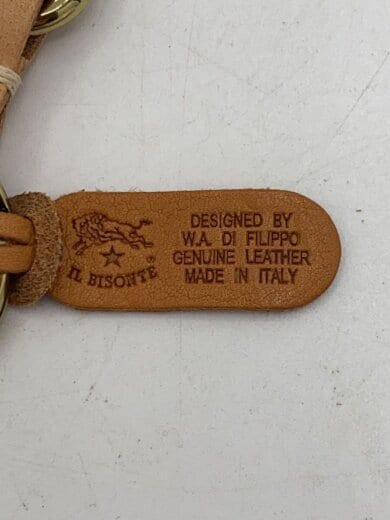 IL BISONTE®
DESIGNED BY
W.A. DI FILIPPO
GENUINE LEATHER
MADE IN ITALY